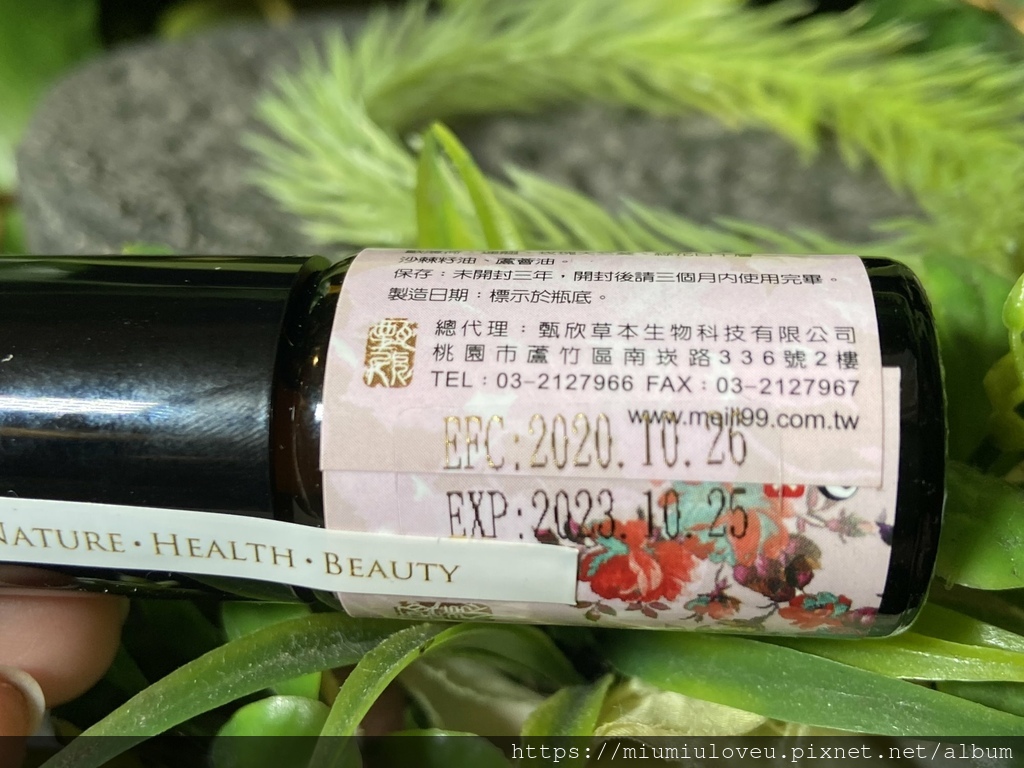 沙棘籽油、蘆薈油。
保存：未開封三年，開封後請三個月內使用完畢。
製造日期：標示於瓶底。
總代理：甄欣草本生物科技有限公司
桃園市蘆竹區南崁路336號2樓
TEL：03-2127966 FAX：03-2127967
www.meill99.com.tw
EFC:2020.10.26
EXP:2023.10.25
NATURE·HEALTH·BEAUTY
https://miumiuloveu.pixnet.net/album